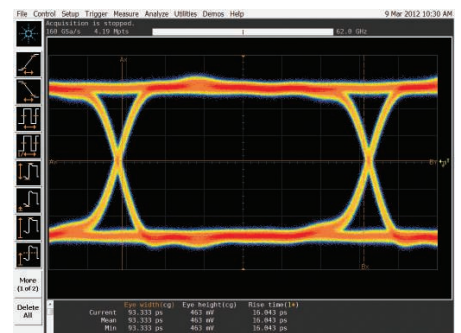 File Control Setup Trigger Measure Analyze Utilities Demos Help 9 Mar 2012 10:30 AM
Acquisition is stopped.
160 GSa/s 4.19 Mpts 62.0 GHz
More
(1 of 2)
Delete
All
Eye width(cg) Eye height(cg) Rise time(1*)
Current 93.333 ps 463 mV 16.043 ps
Mean 93.333 ps 463 mV 16.043 ps
Min 93.333 ps 463 mV 16.043 ps